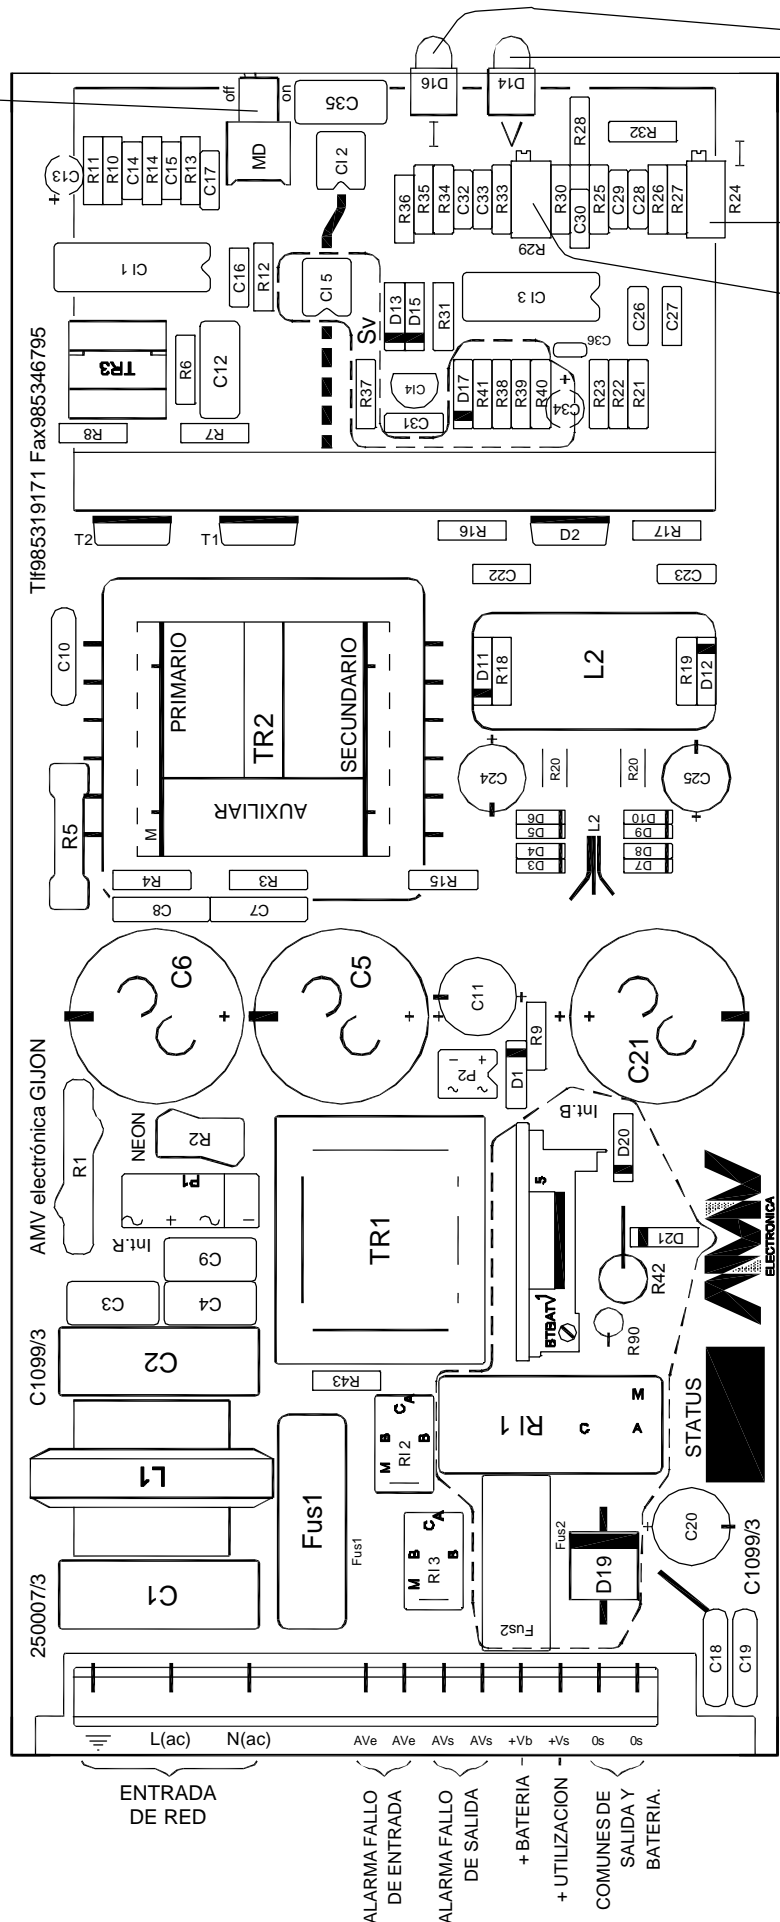 D16
D14
off
on
MD
C35
CI 2
R28
R32
C13
+
R11
R10
C14
R14
C15
R13
C17
R36
R35
R34
C32
C33
R33
R29
R30
C30
R25
C29
C28
R26
R27
R24
CI 1
C16
R12
CI 5
Sv
D13
D15
R31
CI 3
C36
C26
C27
TR3
R6
C12
R8
R7
R37
CI4
C31
D17
R41
R38
R39
R40
+
C34
R23
R22
R21
Tlf985319171 Fax985346795
T2
T1
R16
D2
R17
C22
C23
C10
PRIMARIO
TR2
SECUNDARIO
AUXILIAR
M
D11
R18
L2
R19
D12
+
C24
R20
R20
C25
+
R5
D6
D5
D4
D3
L2
D10
D9
D8
D7
R4
R3
R15
C8
C7
C6
+
C5
+
+
C11
+
+
+
C21
P2
~
~
-
+
D1
R9
AMV electrónica GIJON
R1
NEON
R2
P1
~
+
~
-
Int.R
Int.B
TR1
5
BTBATV1
D20
D21
R42
R90
AMV
ELECTRONICA
C9
C3
C4
C1099/3
C2
R43
L1
Fus1
Fus1
RI 2
M
B
C
A
B
RI 3
M
B
C
A
B
RI 1
C
M
A
STATUS
250007/3
C1
Fus2
Fus2
D19
+
C20
C1099/3
C18
C19
L(ac)
N(ac)
AVe
AVe
AVs
AVs
+Vb
+Vs
0s
0s
ENTRADA
DE RED
ALARMA FALLO
DE ENTRADA
ALARMA FALLO
DE SALIDA
+ BATERIA
+ UTILIZACION
COMUNES DE
SALIDA Y
BATERIA.